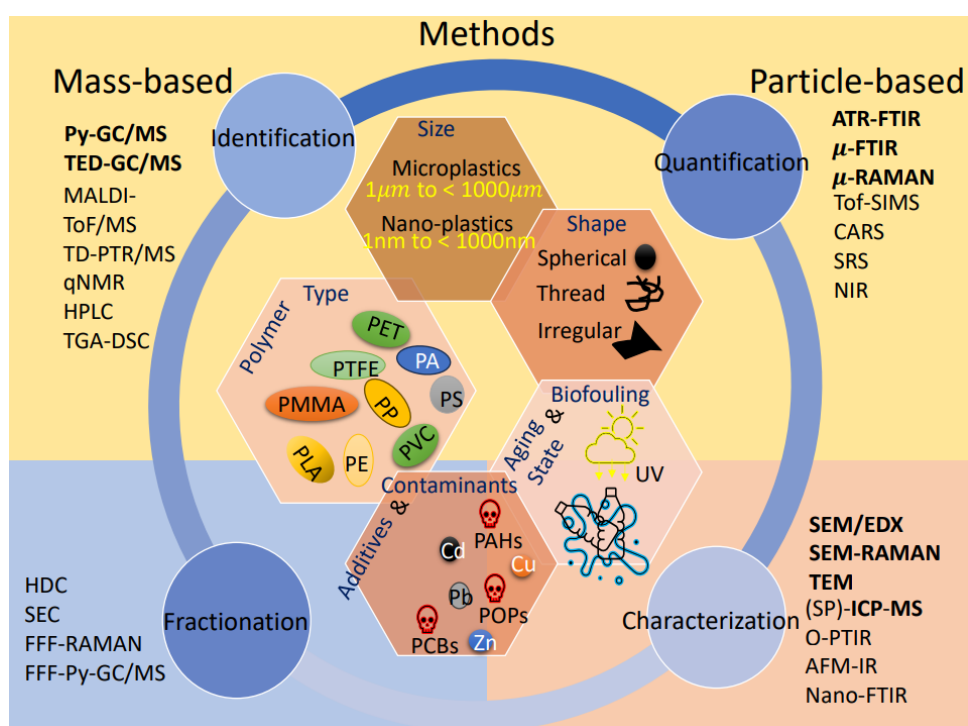 Methods
Mass-based
Particle-based
Identification
Quantification
Py-GC/MS
TED-GC/MS
MALDI-
ToF/MS
TD-PTR/MS
qNMR
HPLC
TGA-DSC
ATR-FTIR
μ-FTIR
μ-RAMAN
Tof-SIMS
CARS
SRS
NIR
Size
Microplastics
1μm to < 1000μm
Nano-plastics
1nm to < 1000nm
Shape
Spherical
Thread
Irregular
Type
Polymer
PET
PTFE
PA
PMMA
PP
PS
PLA
PE
PVC
Biofouling
Aging &
State
UV
Contaminants
Additives &
PAHs
Cd
Cu
Pb
POPs
PCBs
Zn
Fractionation
HDC
SEC
FFF-RAMAN
FFF-Py-GC/MS
Characterization
SEM/EDX
SEM-RAMAN
TEM
(SP)-ICP-MS
O-PTIR
AFM-IR
Nano-FTIR